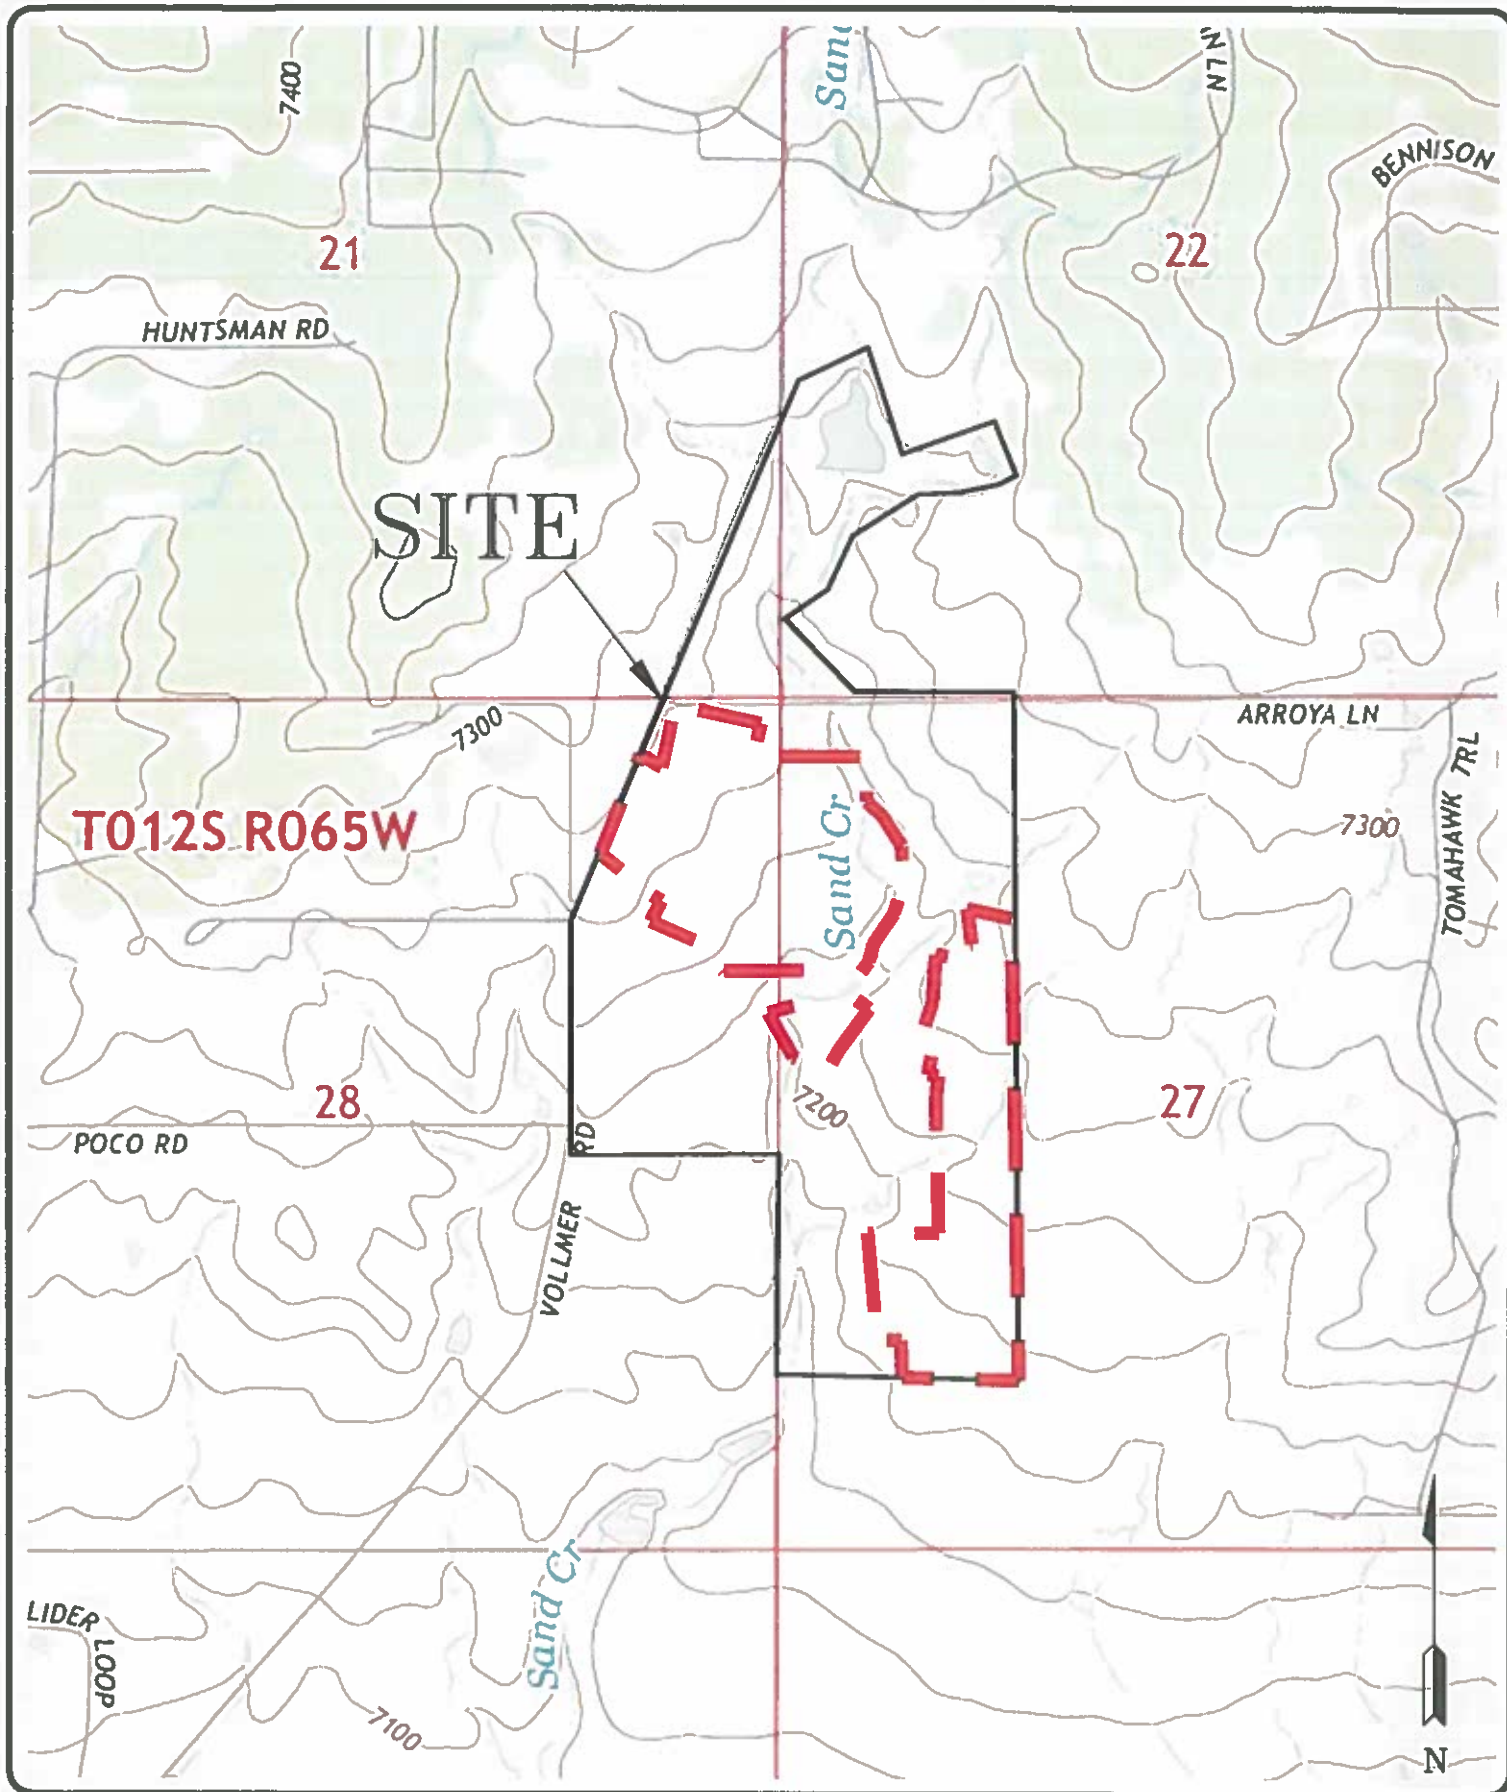 7400
Sand
N LN
BENNISON
21
22
HUNTSMAN RD
SITE
7300
ARROYA LN
T012S R065W
Sand Cr
7300
TOMAHAWK TRL
28
7200
27
POCO RD
RD
VOLLMER
Sand Cr
LIDER LOOP
7100
N